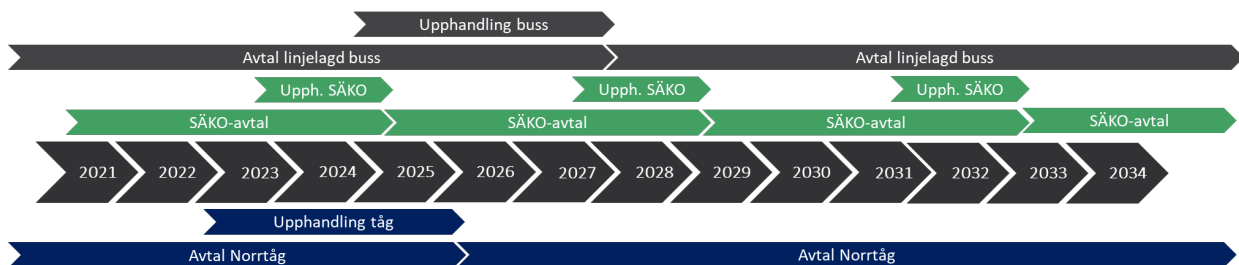 Upphandling buss
Avtal linjelagd buss Avtal linjelagd buss
Upph. SÄKO Upph. SÄKO Upph. SÄKO
SÄKO-avtal SÄKO-avtal SÄKO-avtal SÄKO-avtal
2021 2022 2023 2024 2025 2026 2027 2028 2029 2030 2031 2032 2033 2034
Upphandling tåg
Avtal Norrtåg Avtal Norrtåg